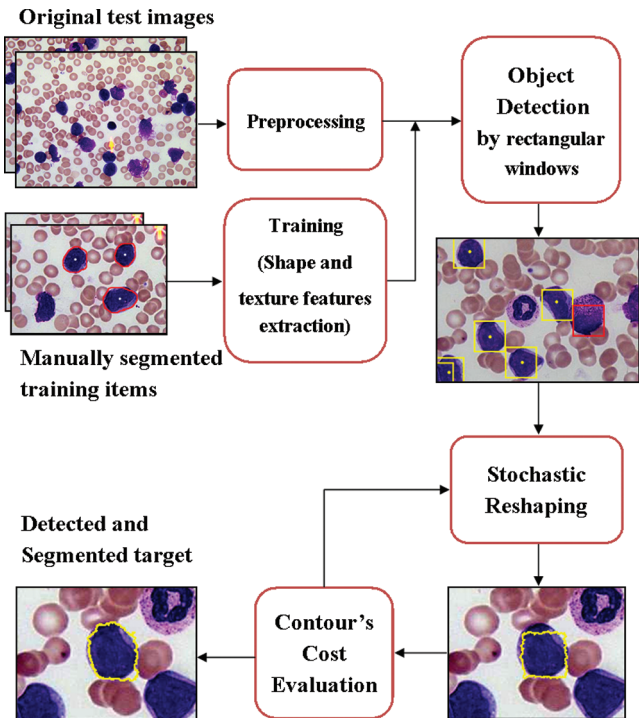 Original test images
Preprocessing
Object
Detection
by rectangular
windows
Training
(Shape and
texture features
extraction)
Manually segmented
training items
Stochastic
Reshaping
Detected and
Segmented target
Contour's
Cost
Evaluation